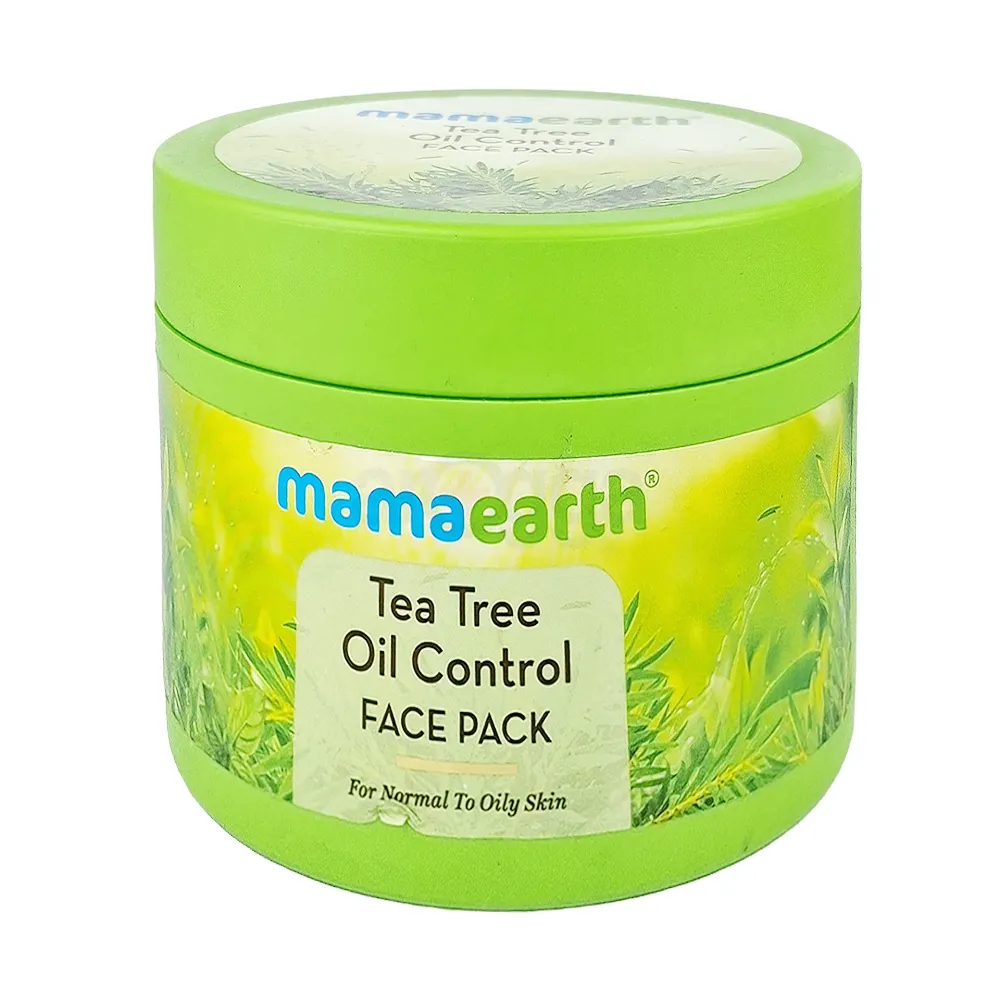 mamaearth
Tea Tree
Oil Control
FACE PACK
mamaearth®
Tea Tree
Oil Control
FACE PACK
For Normal To Oily Skin